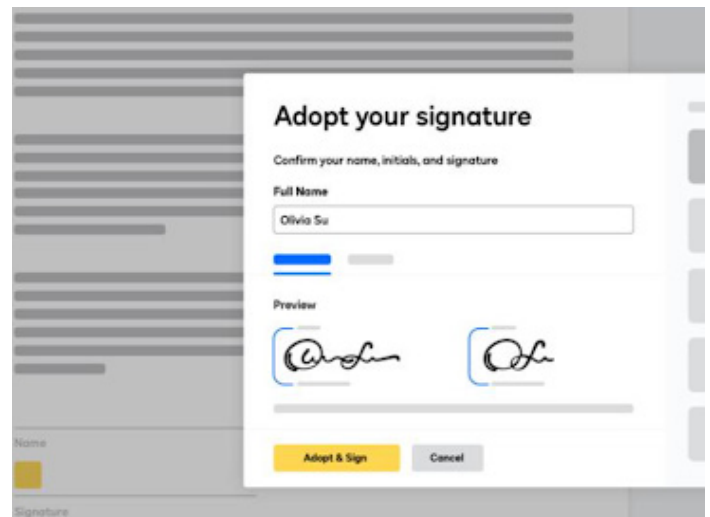 Adopt your signature
Confirm your name, initials, and signature
Full Name
Olivia Su
Preview
Adopt & Sign Cancel
Name
Signature